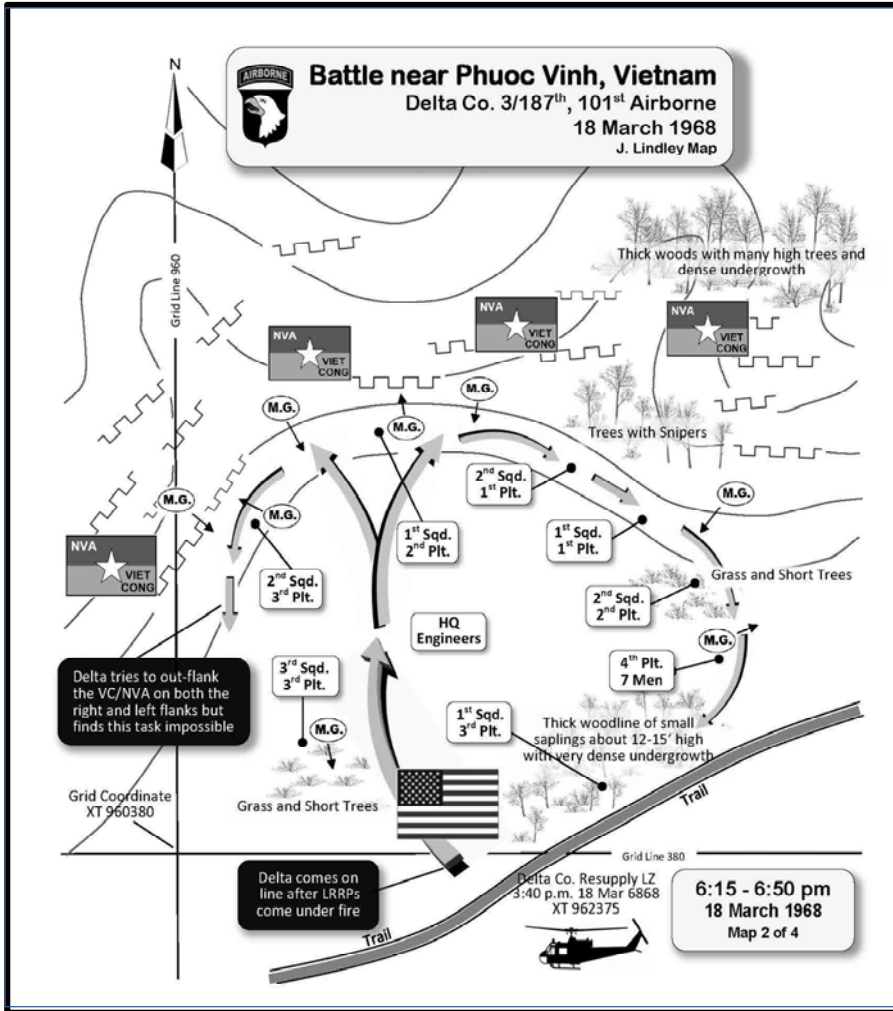 AIRBORNE
Battle near Phuoc Vinh, Vietnam
Delta Co. 3/187th, 101st Airborne
18 March 1968
J. Lindley Map
N
Grid Line 960
Thick woods with many high trees and
dense undergrowth
NVA
VIET
CONG
NVA
VIET
CONG
NVA
VIET
CONG
M.G.
M.G.
M.G.
Trees with Snipers
M.G.
M.G.
M.G.
2nd Sqd.
1st Plt.
1st Sqd.
2nd Plt.
1st Sqd.
1st Plt.
NVA
VIET
CONG
2nd Sqd.
3rd Plt.
Grass and Short Trees
2nd Sqd.
2nd Plt.
HQ
Engineers
M.G.
4th Plt.
7 Men
Delta tries to out-flank
the VC/NVA on both the
right and left flanks but
finds this task impossible
3rd Sqd.
3rd Plt.
1st Sqd.
3rd Plt.
Thick woodline of small
saplings about 12-15' high
with very dense undergrowth
M.G.
Grid Coordinate
XT 960380
Grass and Short Trees
Trail
Grid Line 380
Delta comes on
line after LRRPs
come under fire
Delta Co. Resupply LZ
3:40 p.m. 18 Mar 6868
XT 962375
6:15 - 6:50 pm
18 March 1968
Map 2 of 4
Trail